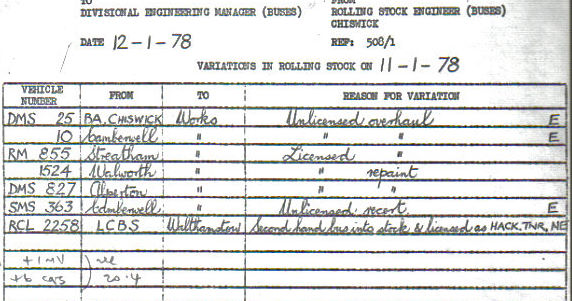 TO FROM
DIVISIONAL ENGINEERING MANAGER (BUSES) ROLLING STOCK ENGINEER (BUSES)
CHISWICK
DATE 12-1-78 REF: 508/1
VARIATIONS IN ROLLING STOCK ON 11-1-78
VEHICLE NUMBER FROM TO REASON FOR VARIATION
DMS 25 BA, CHISWICK Works Unlicensed overhaul E
10 Camberwell " " " E
RM 855 Streatham " Licensed "
1524 Walworth " " repaint
DMS 827 Alperton " " "
SMS 363 Camberwell " Unlicensed recert. E
RCL 2258 LCBS Walthamstow Second hand bus into stock & licensed as HACK, TNR, NE
+1 MV
+6 cars 20.4